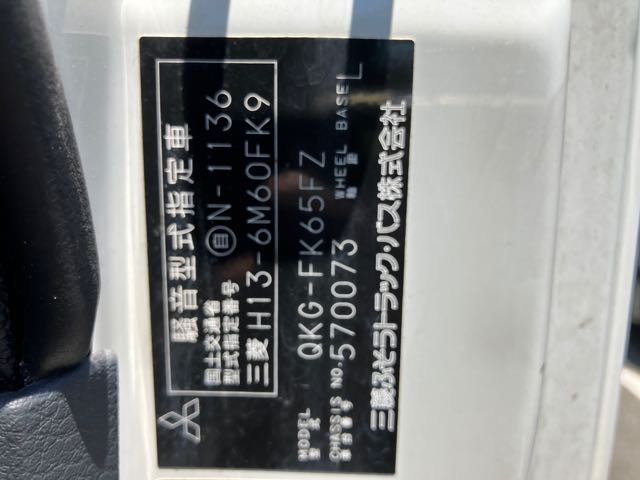 騒音型式指定車
国土交通省 自N-1136
型式指定番号
三菱 H13-6M60FK9
MODEL QKG-FK65FZ
型式
CHASSIS NO. 570073 WHEEL BASE L
車台番号 軸距
三菱ふそうトラック・バス株式会社